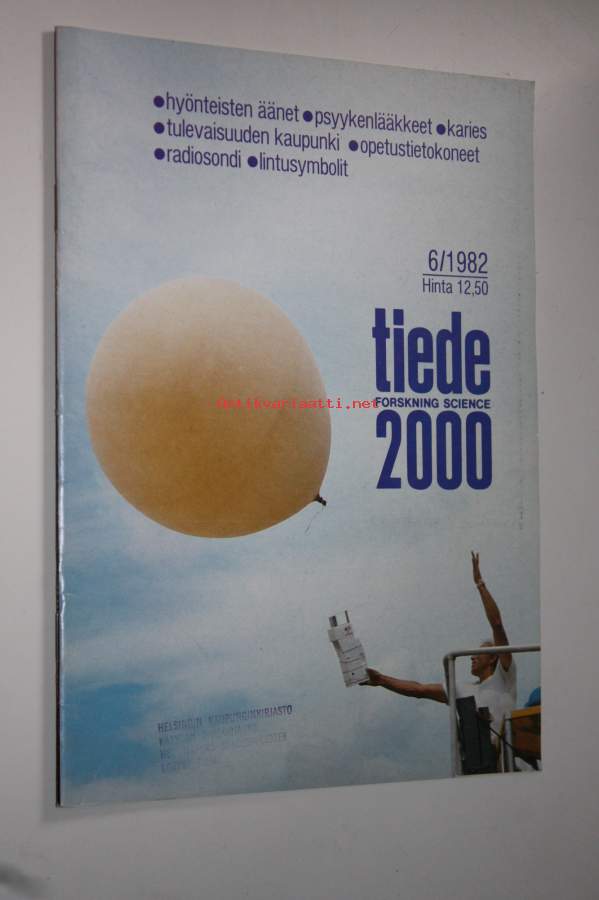 •hyönteisten äänet •psyykenlääkkeet •karies
•tulevaisuuden kaupunki •opetustietokoneet
•radiosondi •lintusymbolit
6/1982
Hinta 12,50
tiede
FORSKNING SCIENCE
2000
Antikvariaatti.net
HELSINGIN KAUPUNGINKIRJASTO